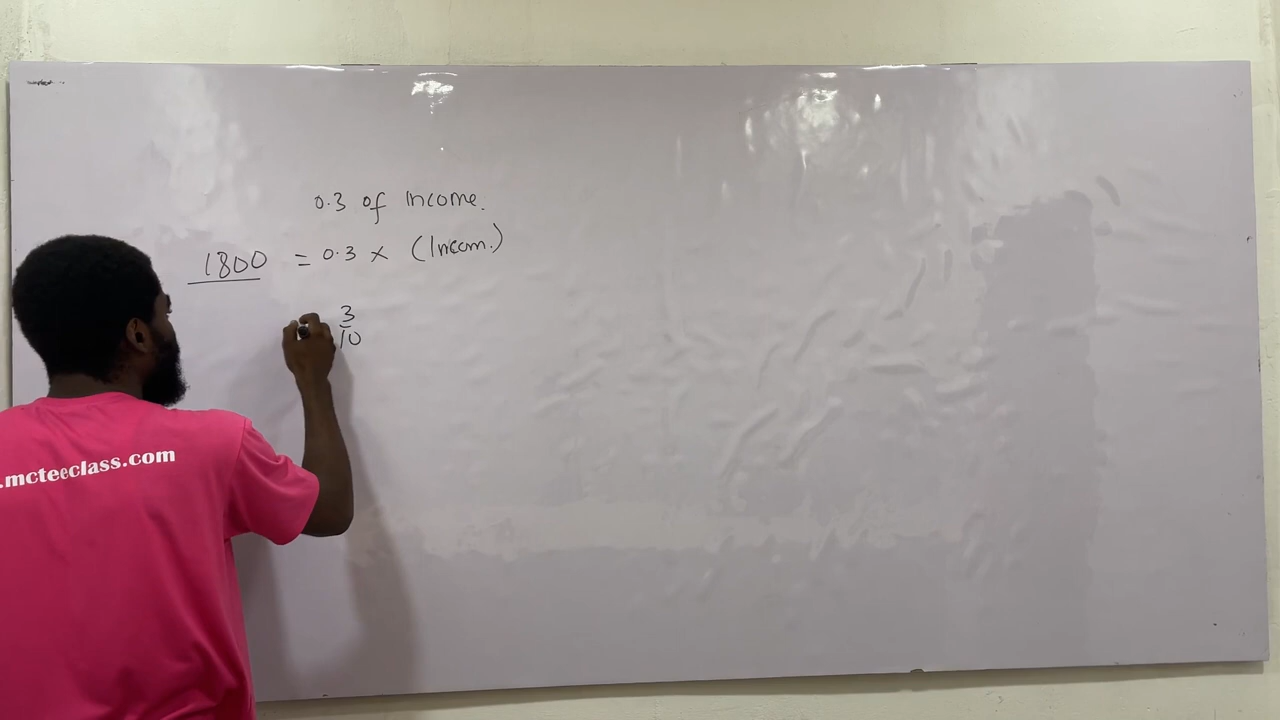 0.3 of Income.
1800 = 0.3 x (Incom.)
3
10
.mcteeclass.com